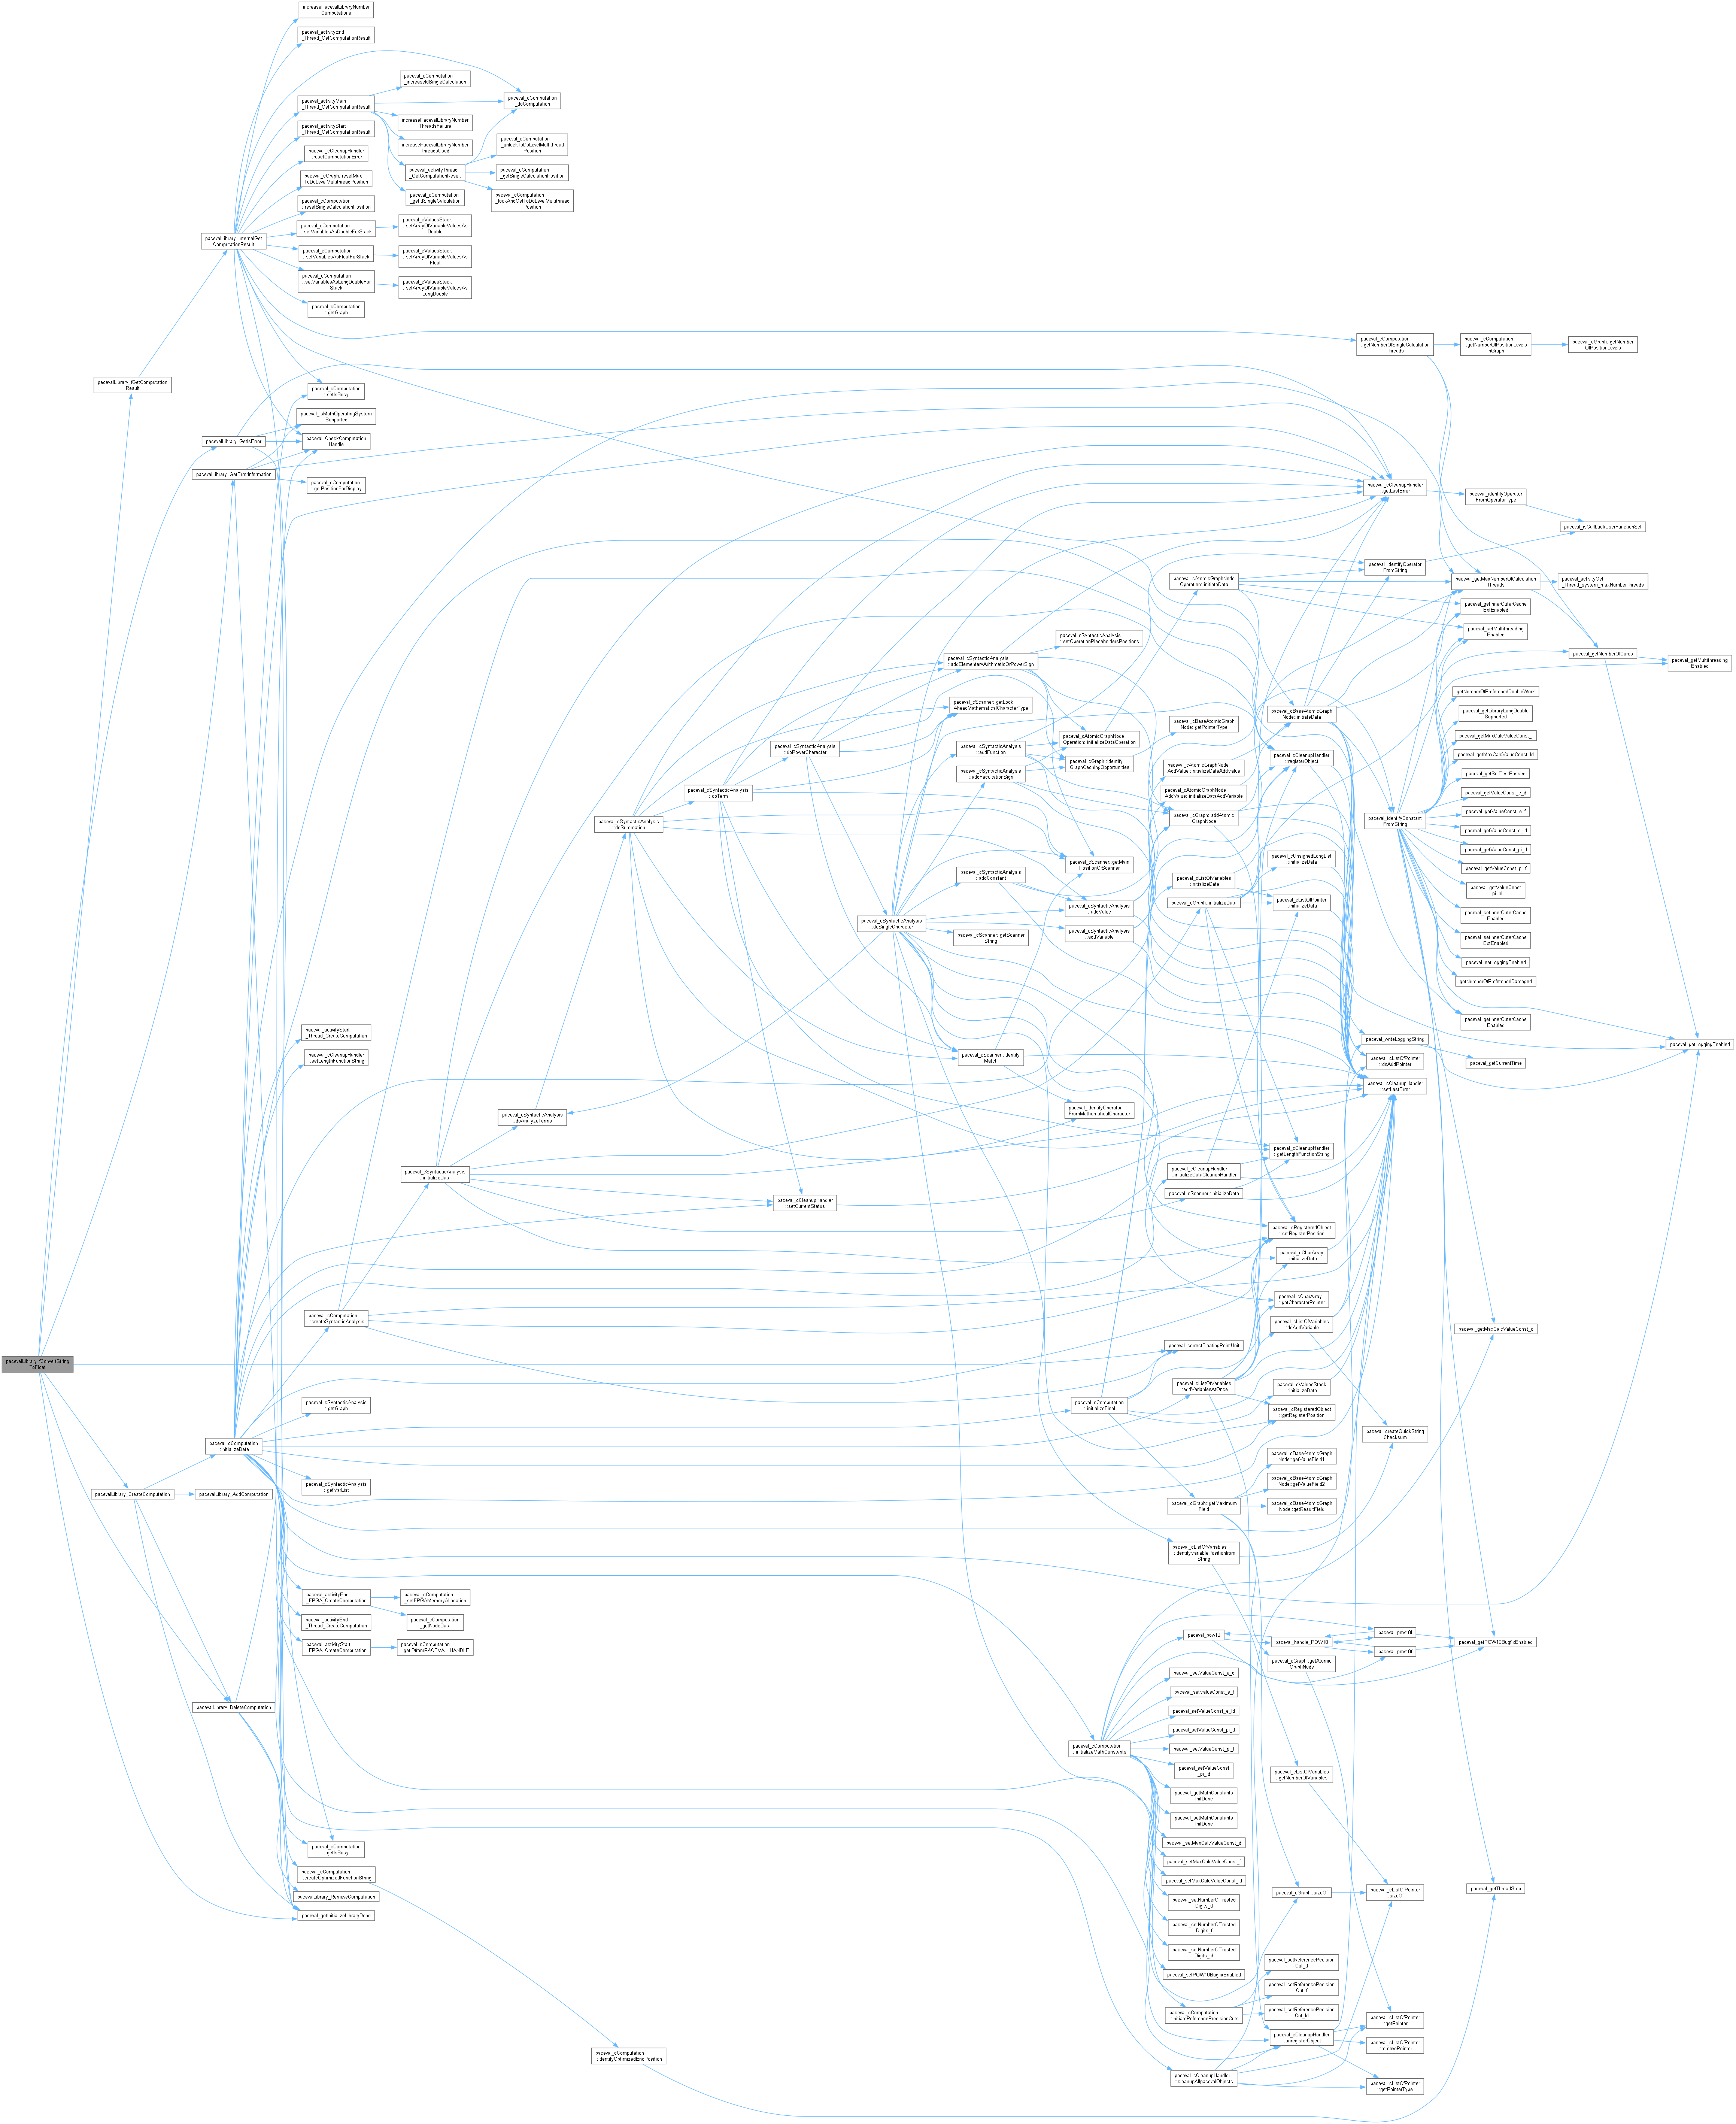 increasePacevalLibraryNumber
Computations
paceval_activityEnd
_Thread_GetComputationResult
paceval_cComputation
_increaseIdSingleCalculation
paceval_activityMain
_Thread_GetComputationResult
paceval_cComputation
_doComputation
increasePacevalLibraryNumber
ThreadsFailure
paceval_activityStart
_Thread_GetComputationResult
increasePacevalLibraryNumber
ThreadsUsed
paceval_cComputation
_unlockToDoLevelMultithread
Position
paceval_cCleanupHandler
::resetComputationError
paceval_activityThread
_GetComputationResult
paceval_cComputation
_getSingleCalculationPosition
paceval_cGraph::resetMax
ToDoLevelMultithreadPosition
paceval_cComputation
_getIdSingleCalculation
paceval_cComputation
_lockAndGetToDoLevelMultithread
Position
paceval_cComputation
::resetSingleCalculationPosition
paceval_cComputation
::setVariablesAsDoubleForStack
paceval_cValuesStack
::setArrayOfVariableValuesAs
Double
pacevalLibrary_InternalGet
ComputationResult
paceval_cComputation
::setVariablesAsFloatForStack
paceval_cValuesStack
::setArrayOfVariableValuesAs
Float
paceval_cComputation
::setVariablesAsLongDoubleFor
Stack
paceval_cValuesStack
::setArrayOfVariableValuesAs
LongDouble
paceval_cComputation
::getGraph
paceval_cComputation
::getNumberOfSingleCalculation
Threads
paceval_cComputation
::getNumberOfPositionLevels
InGraph
paceval_cGraph::getNumber
OfPositionLevels
pacevalLibrary_fGetComputation
Result
paceval_cComputation
::setIsBusy
paceval_isMathOperatingSystem
Supported
pacevalLibrary_GetIsError
paceval_CheckComputation
Handle
pacevalLibrary_GetErrorInformation
paceval_cComputation
::getPositionForDisplay
paceval_cCleanupHandler
::getLastError
paceval_identifyOperator
FromOperatorType
paceval_isCallbackUserFunctionSet
paceval_identifyOperator
FromString
paceval_cAtomicGraphNode
Operation::initiateData
paceval_getMaxNumberOfCalculation
Threads
paceval_activityGet
_Thread_system_maxNumberThreads
paceval_getInnerOuterCache
ExtEnabled
paceval_setMultithreading
Enabled
paceval_cSyntacticAnalysis
::setOperationPlaceholdersPositions
paceval_cSyntacticAnalysis
::addElementaryArithmeticOrPowerSign
paceval_getNumberOfCores
paceval_getMultithreading
Enabled
getNumberOfPrefetchedDoubleWork
paceval_cScanner::getLook
AheadMathematicalCharacterType
paceval_cBaseAtomicGraph
Node::initiateData
paceval_getLibraryLongDouble
Supported
paceval_cBaseAtomicGraph
Node::getPointerType
paceval_getMaxCalcValueConst_f
paceval_cAtomicGraphNode
Operation::initializeDataOperation
paceval_cSyntacticAnalysis
::doPowerCharacter
paceval_cSyntacticAnalysis
::addFunction
paceval_getMaxCalcValueConst_ld
paceval_cGraph::identify
GraphCachingOpportunities
paceval_cCleanupHandler
::registerObject
paceval_cAtomicGraphNode
AddValue::initializeDataAddValue
paceval_cSyntacticAnalysis
::addFacultationSign
paceval_getSelfTestPassed
paceval_cSyntacticAnalysis
::doTerm
paceval_cAtomicGraphNode
AddValue::initializeDataAddVariable
paceval_getValueConst_e_d
paceval_getValueConst_e_f
paceval_cGraph::addAtomic
GraphNode
paceval_identifyConstant
FromString
paceval_cSyntacticAnalysis
::doSummation
paceval_getValueConst_e_ld
paceval_getValueConst_pi_d
paceval_cScanner::getMain
PositionOfScanner
paceval_cUnsignedLongList
::initializeData
paceval_getValueConst_pi_f
paceval_cSyntacticAnalysis
::addConstant
paceval_cListOfVariables
::initializeData
paceval_getValueConst
_pi_ld
paceval_cSyntacticAnalysis
::addValue
paceval_cGraph::initializeData
paceval_cListOfPointer
::initializeData
paceval_setInnerOuterCache
Enabled
paceval_cSyntacticAnalysis
::doSingleCharacter
paceval_cSyntacticAnalysis
::addVariable
paceval_cScanner::getScanner
String
paceval_setInnerOuterCache
ExtEnabled
paceval_setLoggingEnabled
getNumberOfPrefetchedDamaged
paceval_getInnerOuterCache
Enabled
paceval_activityStart
_Thread_CreateComputation
paceval_writeLoggingString
paceval_getLoggingEnabled
paceval_cCleanupHandler
::setLengthFunctionString
paceval_cScanner::identify
Match
paceval_cListOfPointer
::doAddPointer
paceval_getCurrentTime
paceval_cCleanupHandler
::setLastError
paceval_cSyntacticAnalysis
::doAnalyzeTerms
paceval_identifyOperator
FromMathematicalCharacter
paceval_cCleanupHandler
::getLengthFunctionString
paceval_cSyntacticAnalysis
::initializeData
paceval_cCleanupHandler
::initializeDataCleanupHandler
paceval_cScanner::initializeData
paceval_cCleanupHandler
::setCurrentStatus
paceval_cRegisteredObject
::setRegisterPosition
paceval_cCharArray
::initializeData
paceval_cCharArray
::getCharacterPointer
paceval_cComputation
::createSyntacticAnalysis
paceval_cListOfVariables
::doAddVariable
paceval_getMaxCalcValueConst_d
paceval_correctFloatingPointUnit
pacevalLibrary_fConvertString
ToFloat
paceval_cListOfVariables
::addVariablesAtOnce
paceval_cValuesStack
::initializeData
paceval_cSyntacticAnalysis
::getGraph
paceval_cComputation
::initializeFinal
paceval_cRegisteredObject
::getRegisterPosition
paceval_createQuickString
Checksum
paceval_cComputation
::initializeData
paceval_cBaseAtomicGraph
Node::getValueField1
paceval_cSyntacticAnalysis
::getVarList
paceval_cBaseAtomicGraph
Node::getValueField2
pacevalLibrary_CreateComputation
pacevalLibrary_AddComputation
paceval_cGraph::getMaximum
Field
paceval_cBaseAtomicGraph
Node::getResultField
paceval_cListOfVariables
::identifyVariablePositionfrom
String
paceval_activityEnd
_FPGA_CreateComputation
paceval_cComputation
_setFPGAMemoryAllocation
paceval_activityEnd
_Thread_CreateComputation
paceval_cComputation
_getNodeData
paceval_activityStart
_FPGA_CreateComputation
paceval_cComputation
_getIDfromPACEVAL_HANDLE
paceval_pow10
paceval_handle_POW10
paceval_pow10l
paceval_pow10f
paceval_getPOW10BugfixEnabled
paceval_cGraph::getAtomic
GraphNode
paceval_setValueConst_e_d
paceval_setValueConst_e_f
pacevalLibrary_DeleteComputation
paceval_setValueConst_e_ld
paceval_setValueConst_pi_d
paceval_cComputation
::initializeMathConstants
paceval_setValueConst_pi_f
paceval_setValueConst
_pi_ld
paceval_cListOfVariables
::getNumberOfVariables
paceval_getMathConstants
InitDone
paceval_setMathConstants
InitDone
paceval_cComputation
::getIsBusy
paceval_setMaxCalcValueConst_d
paceval_setMaxCalcValueConst_f
paceval_cComputation
::createOptimizedFunctionString
paceval_setMaxCalcValueConst_ld
pacevalLibrary_RemoveComputation
paceval_setNumberOfTrusted
Digits_d
paceval_cGraph::sizeOf
paceval_cListOfPointer
::sizeOf
paceval_getThreadStep
paceval_getInitializeLibraryDone
paceval_setNumberOfTrusted
Digits_f
paceval_setNumberOfTrusted
Digits_ld
paceval_setReferencePecision
Cut_d
paceval_setPOW10BugfixEnabled
paceval_setReferencePecision
Cut_f
paceval_cComputation
::initiateReferencePrecisionCuts
paceval_setReferencePecision
Cut_ld
paceval_cListOfPointer
::getPointer
paceval_cCleanupHandler
::unregisterObject
paceval_cListOfPointer
::removePointer
paceval_cComputation
::identifyOptimizedEndPosition
paceval_cCleanupHandler
::cleanupAllpacevalObjects
paceval_cListOfPointer
::getPointerType